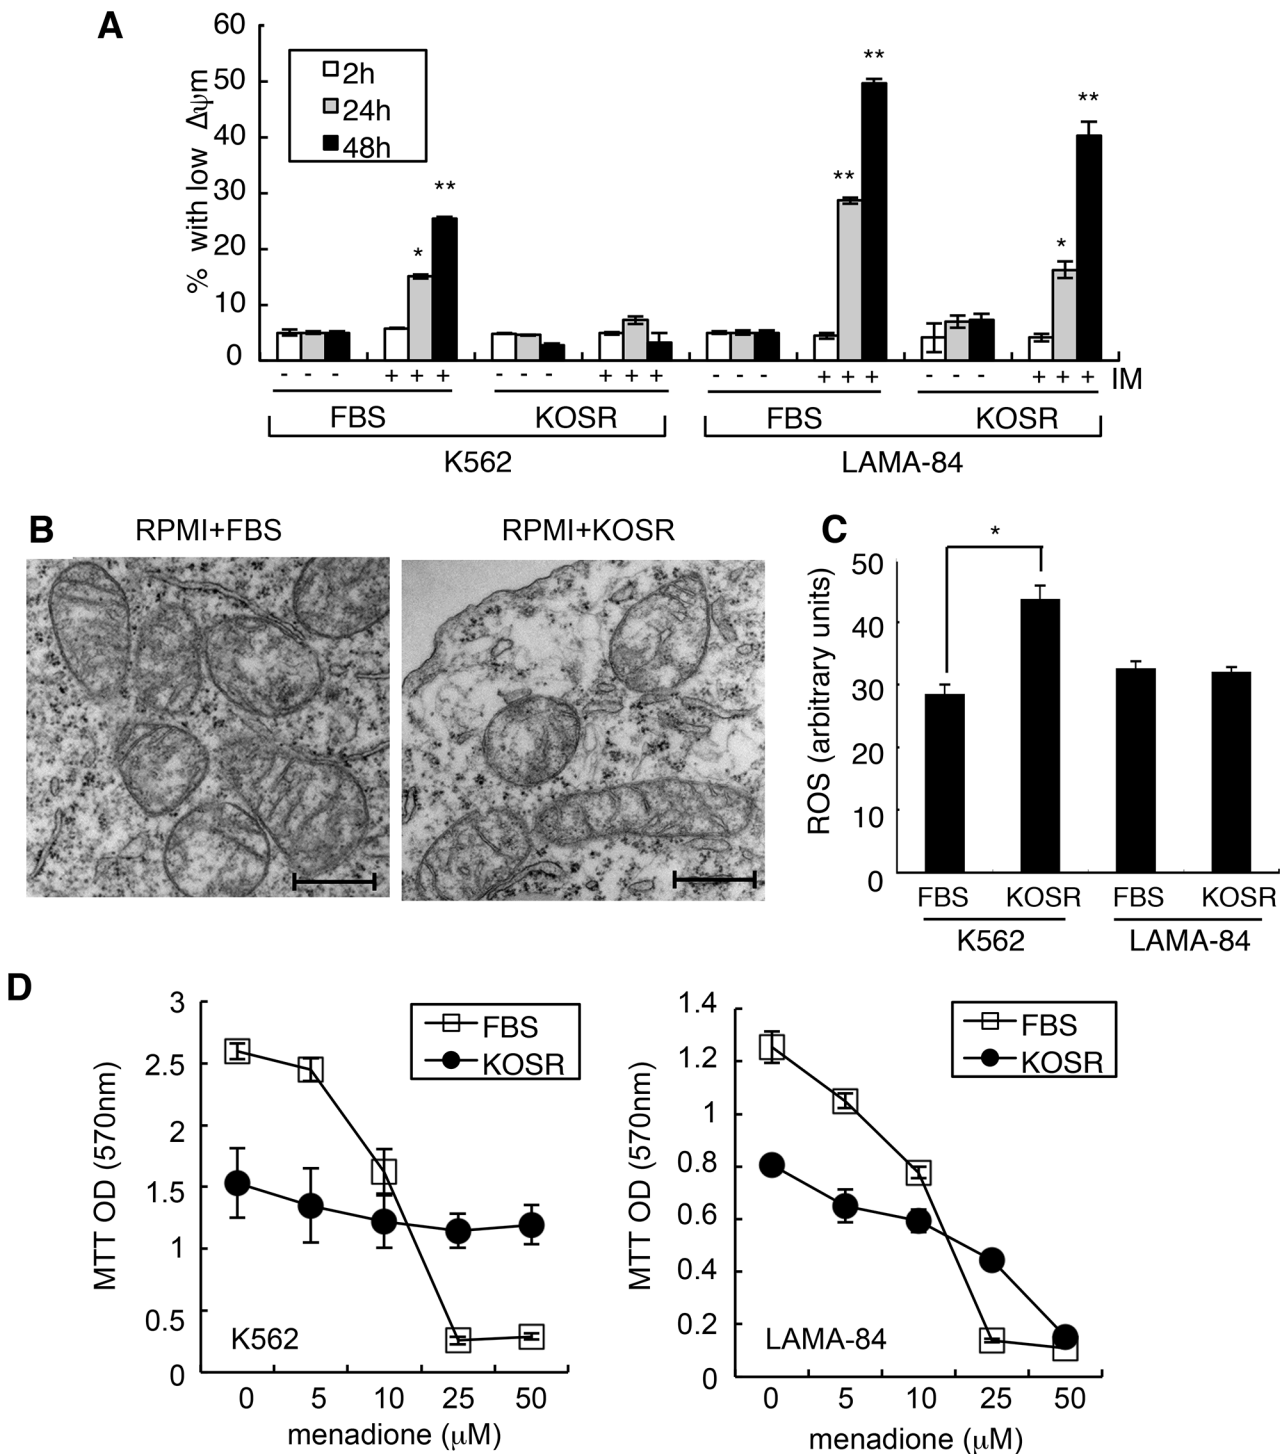 A
% with low Δψm
60
50
40
30
20
10
0
2h
24h
48h
* **
** **
* **
- - - + + + - - - + + + - - - + + + - - - + + + IM
FBS KOSR FBS KOSR
K562 LAMA-84
B
RPMI+FBS RPMI+KOSR
C
*
ROS (arbitrary units)
50
40
30
20
10
0
FBS KOSR FBS KOSR
K562 LAMA-84
D
MTT OD (570nm)
3
2.5
2
1.5
1
0.5
0
FBS
KOSR
K562
0 5 10 25 50
menadione (μM)
MTT OD (570nm)
1.4
1.2
1
0.8
0.6
0.4
0.2
0
FBS
KOSR
LAMA-84
0 5 10 25 50
menadione (μM)